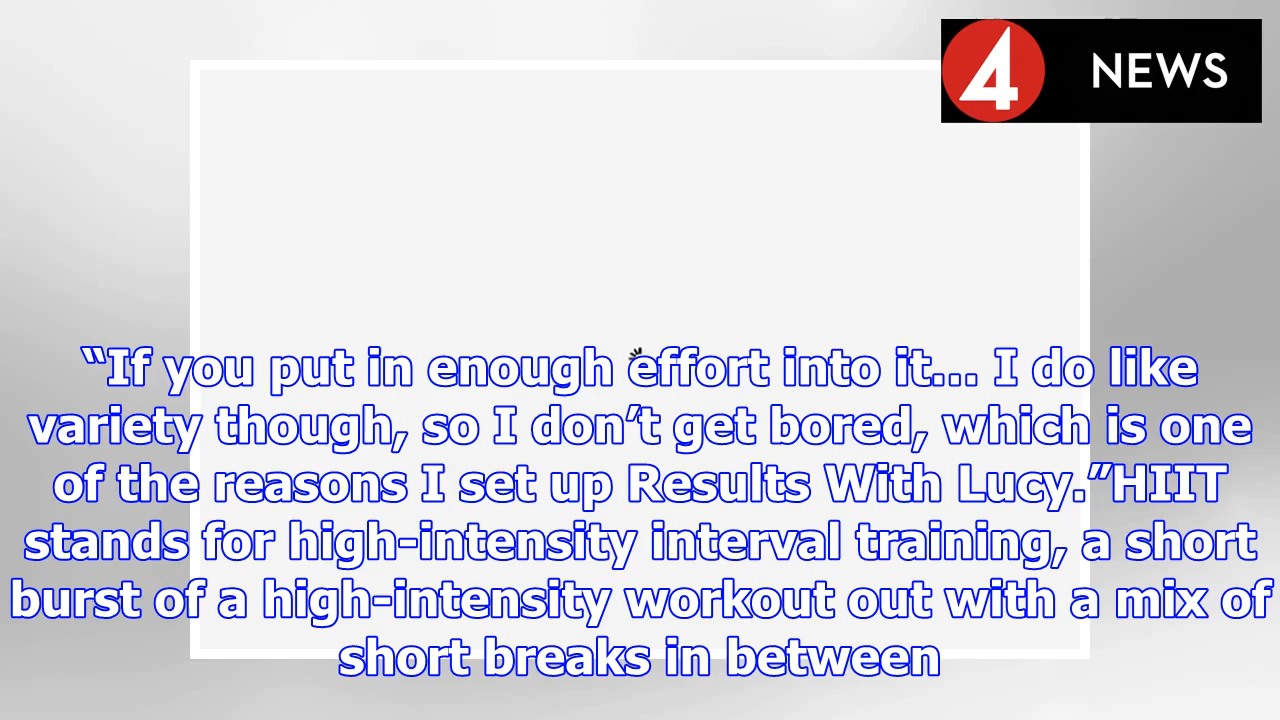 4 NEWS
“If you put in enough effort into it... I do like
variety though, so I don’t get bored, which is one
of the reasons I set up Results With Lucy.”HIIT
stands for high-intensity interval training, a short
burst of a high-intensity workout out with a mix of
short breaks in between